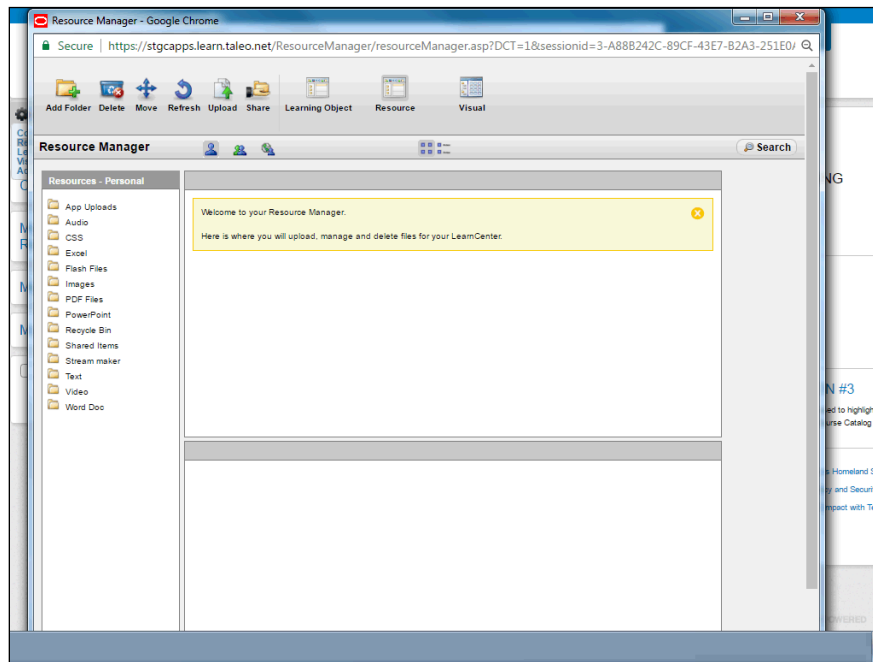 Resource Manager - Google Chrome
Secure | https://stgcapps.learn.taleo.net/ResourceManager/resourceManager.asp?DCT=1&sessionid=3-A88B242C-89CF-43E7-B2A3-251E0/
Add Folder Delete Move Refresh Upload Share Learning Object Resource Visual
Resource Manager
Search
Resources - Personal
App Uploads
Audio
CSS
Excel
Flash Files
Images
PDF Files
PowerPoint
Recycle Bin
Shared Items
Stream maker
Text
Video
Word Doc
Welcome to your Resource Manager.
Here is where you will upload, manage and delete files for your LearnCenter.
NG
N #3
ed to highligh
urse Catalog
s Homeland S
y and Securi
mpact with Te
OWERED